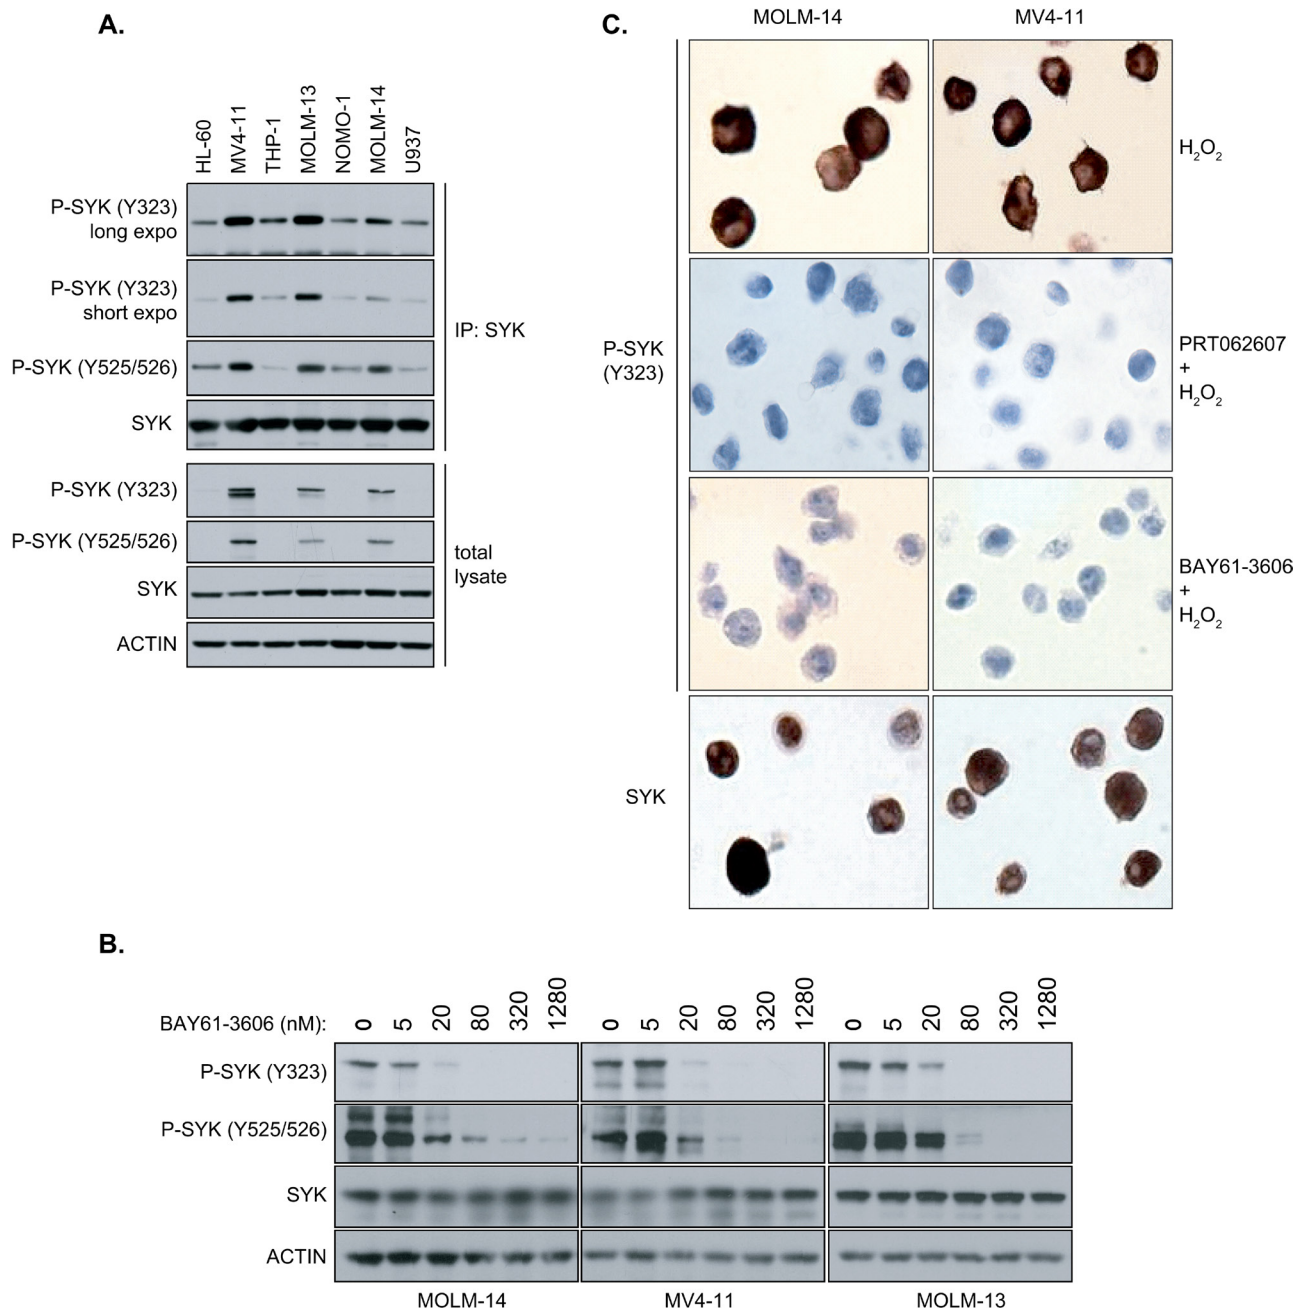 A.
HL-60
MV4-11
THP-1
MOLM-13
NOMO-1
MOLM-14
U937
P-SYK (Y323)
long expo
P-SYK (Y323)
short expo
P-SYK (Y525/526)
SYK
IP: SYK
P-SYK (Y323)
P-SYK (Y525/526)
SYK
ACTIN
total
lysate
C.
MOLM-14
MV4-11
P-SYK
(Y323)
H₂O₂
PRT062607
+
H₂O₂
BAY61-3606
+
H₂O₂
SYK
B.
BAY61-3606 (nM): 0 5 20 80 320 1280 0 5 20 80 320 1280 0 5 20 80 320 1280
P-SYK (Y323)
P-SYK (Y525/526)
SYK
ACTIN
MOLM-14 MV4-11 MOLM-13